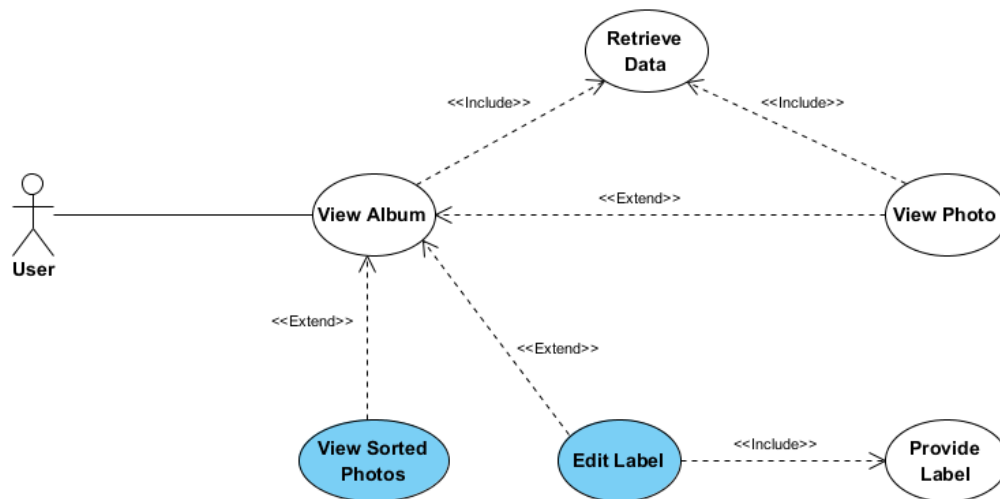 Retrieve
Data
<<Include>>
<<Include>>
View Album
<<Extend>>
View Photo
User
<<Extend>>
<<Extend>>
View Sorted
Photos
Edit Label
<<Include>>
Provide
Label